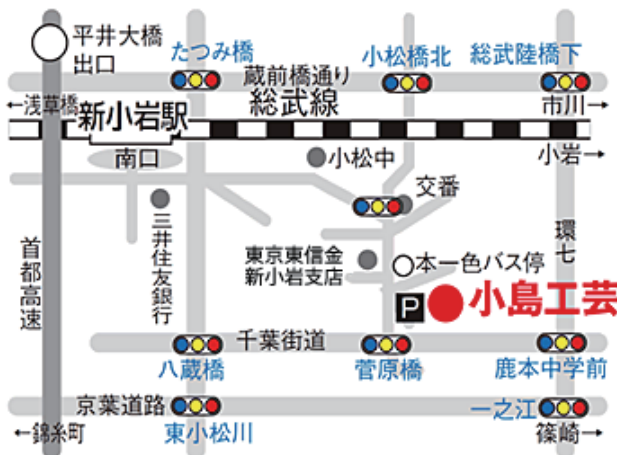 平井大橋
出口
たつみ橋
小松橋北
総武陸橋下
蔵前橋通り
←浅草橋
市川→
新小岩駅
総武線
南口
小松中
小岩→
交番
三井住友銀行
首都高速
東京東信金
新小岩支店
本一色バス停
環七
P
小島工芸
千葉街道
八蔵橋
菅原橋
鹿本中学前
京葉道路
一之江
←錦糸町
東小松川
篠崎→